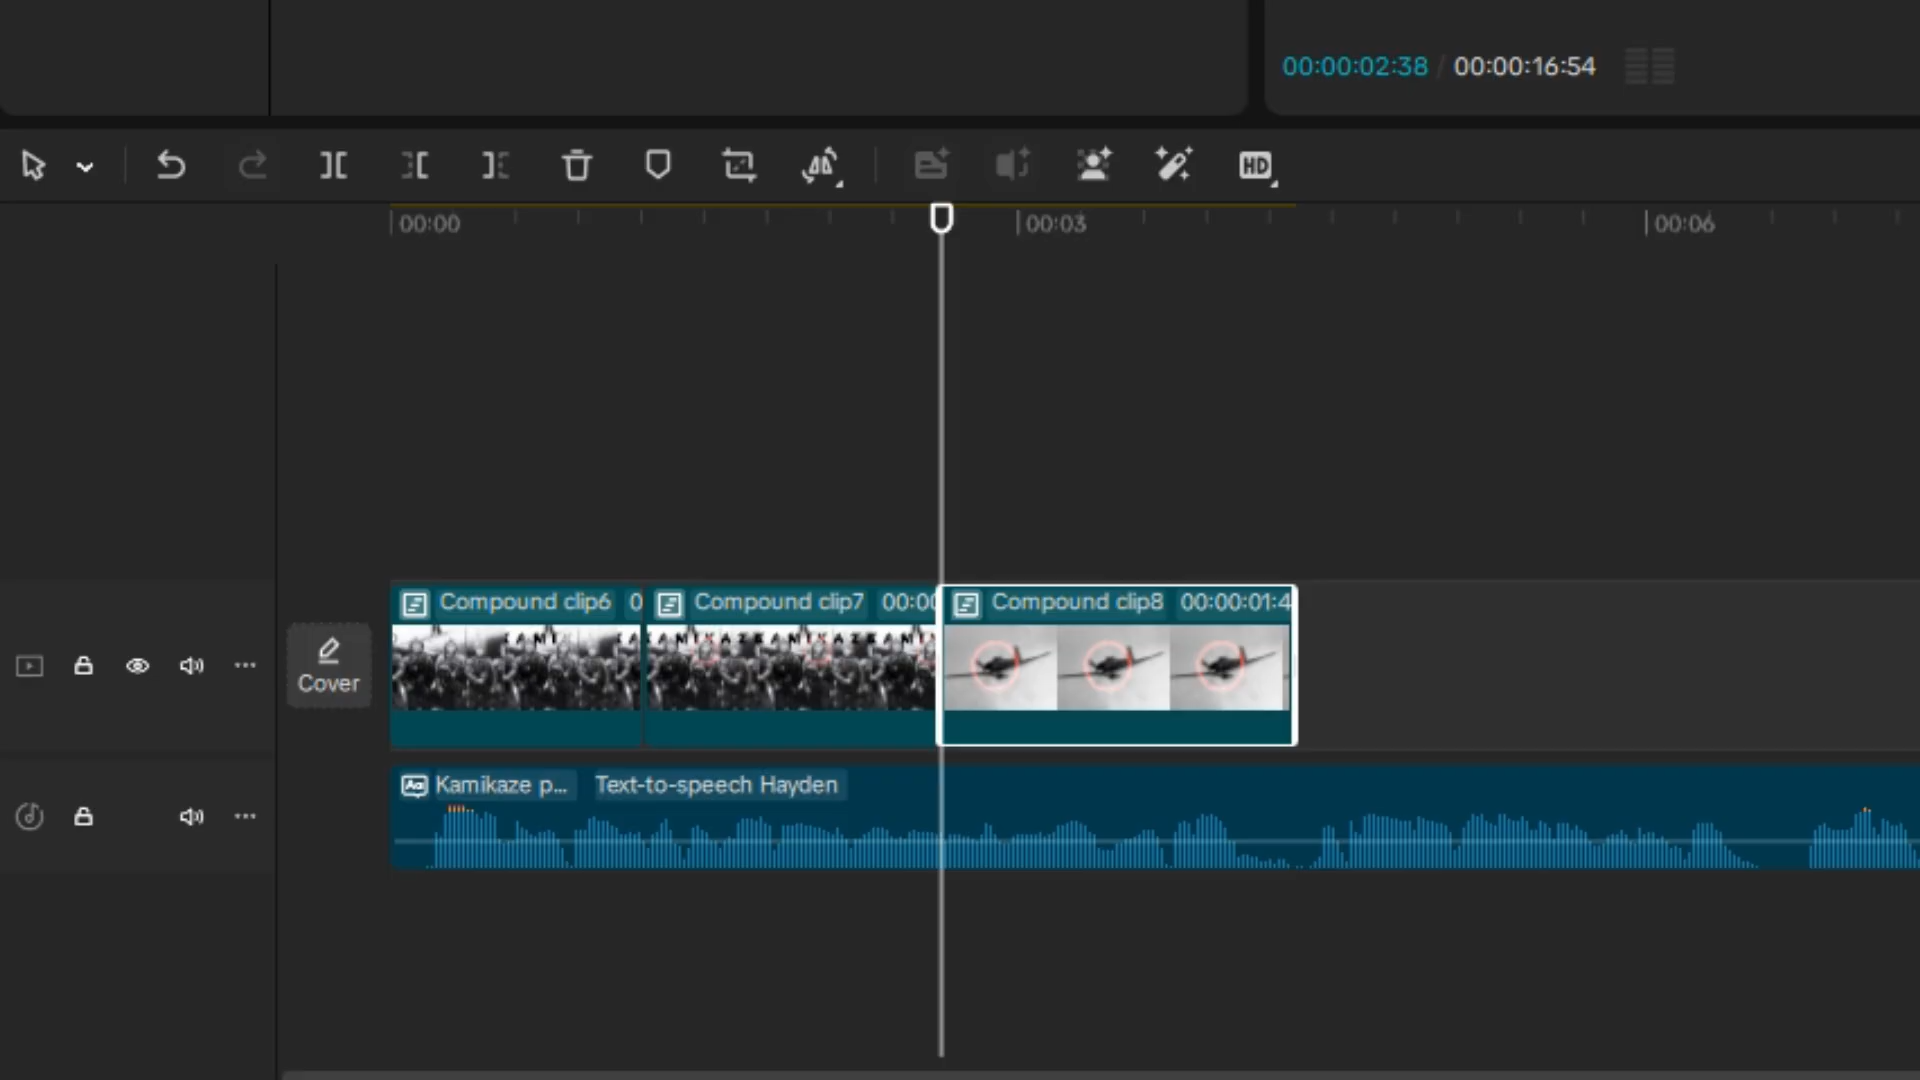 00:00:02:38 / 00:00:16:54
HD
00:00 00:03 00:06
Compound clip6 0 Compound clip7 00:00 Compound clip8 00:00:01:4
Cover
Kamikaze p... Text-to-speech Hayden